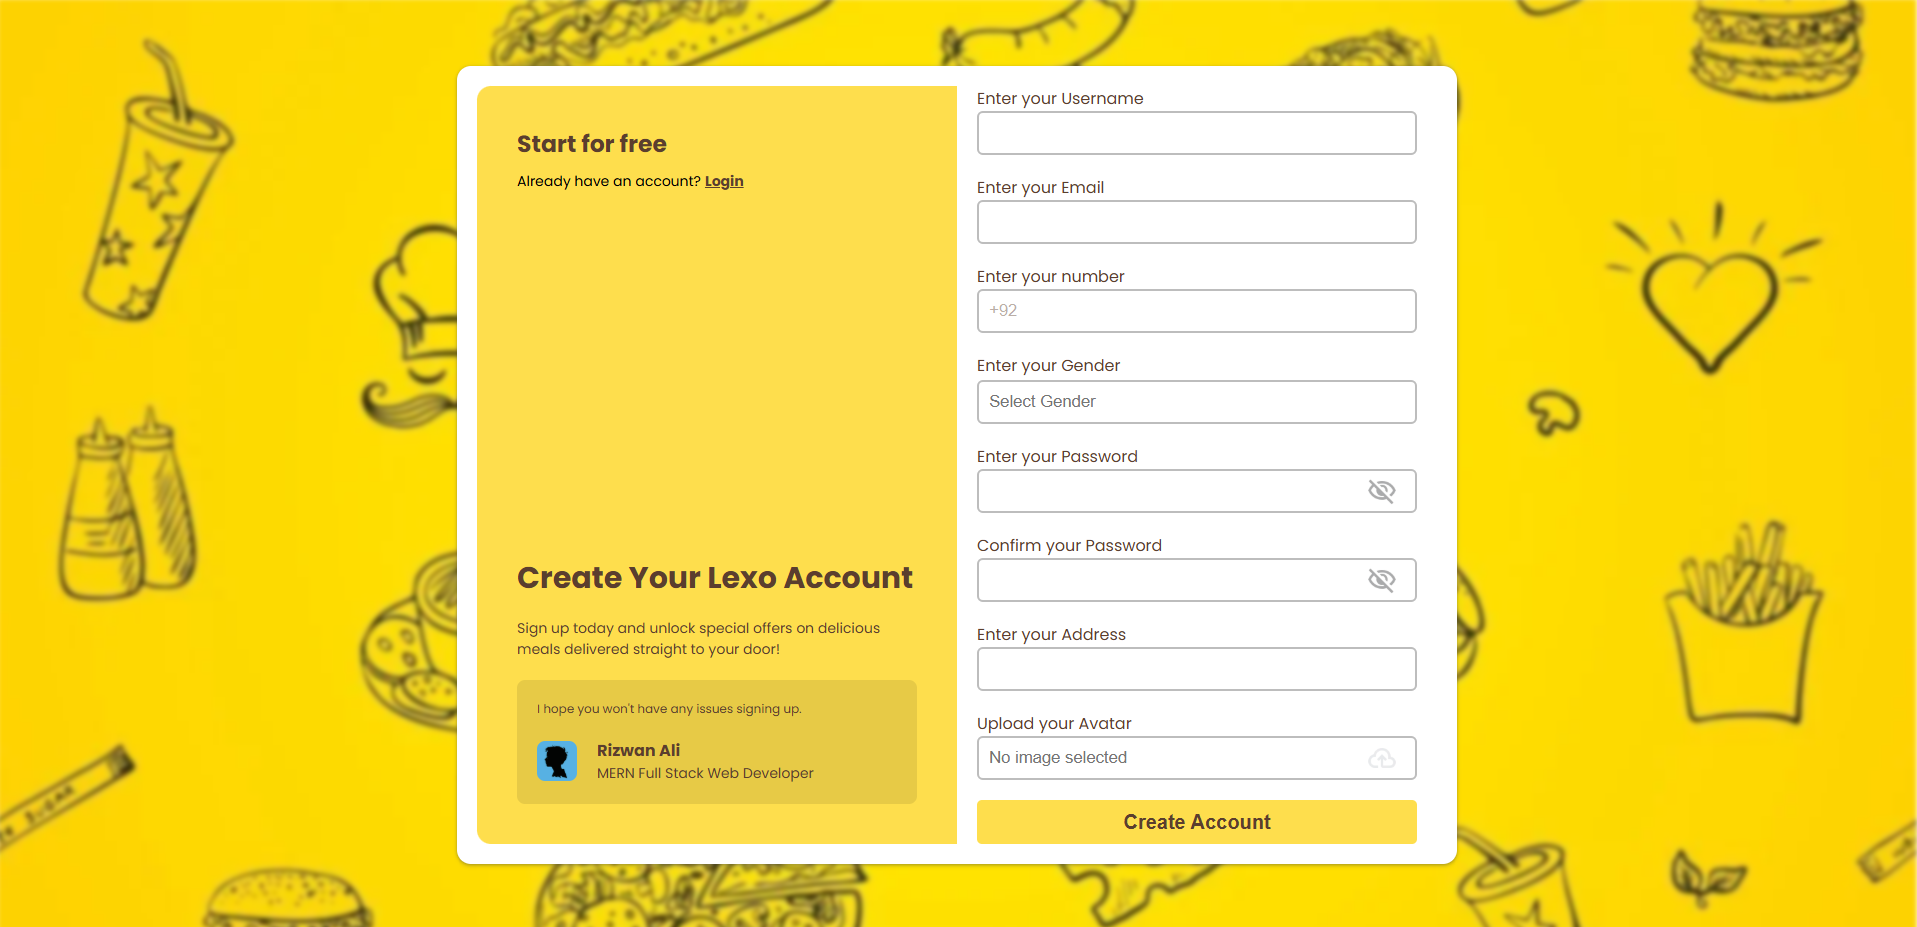 Start for free
Already have an account? Login
Create Your Lexo Account
Sign up today and unlock special offers on delicious
meals delivered straight to your door!
I hope you won't have any issues signing up.
Rizwan Ali
MERN Full Stack Web Developer
Enter your Username
Enter your Email
Enter your number
+92
Enter your Gender
Select Gender
Enter your Password
Confirm your Password
Enter your Address
Upload your Avatar
No image selected
Create Account